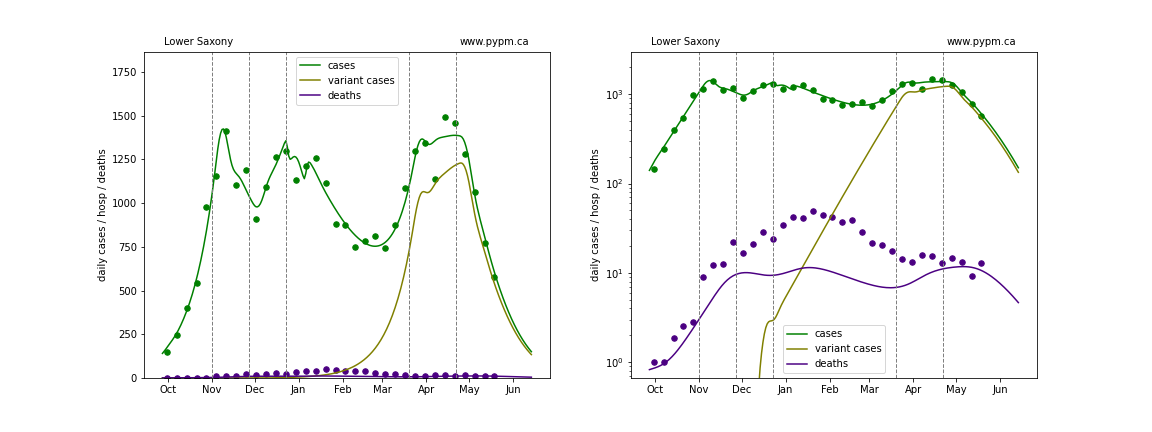 Lower Saxony www.pypm.ca
daily cases / hosp / deaths
1750
1500
1250
1000
750
500
250
0
cases
variant cases
deaths
Oct Nov Dec Jan Feb Mar Apr May Jun
Lower Saxony www.pypm.ca
daily cases / hosp / deaths
10³
10²
10¹
10⁰
cases
variant cases
deaths
Oct Nov Dec Jan Feb Mar Apr May Jun